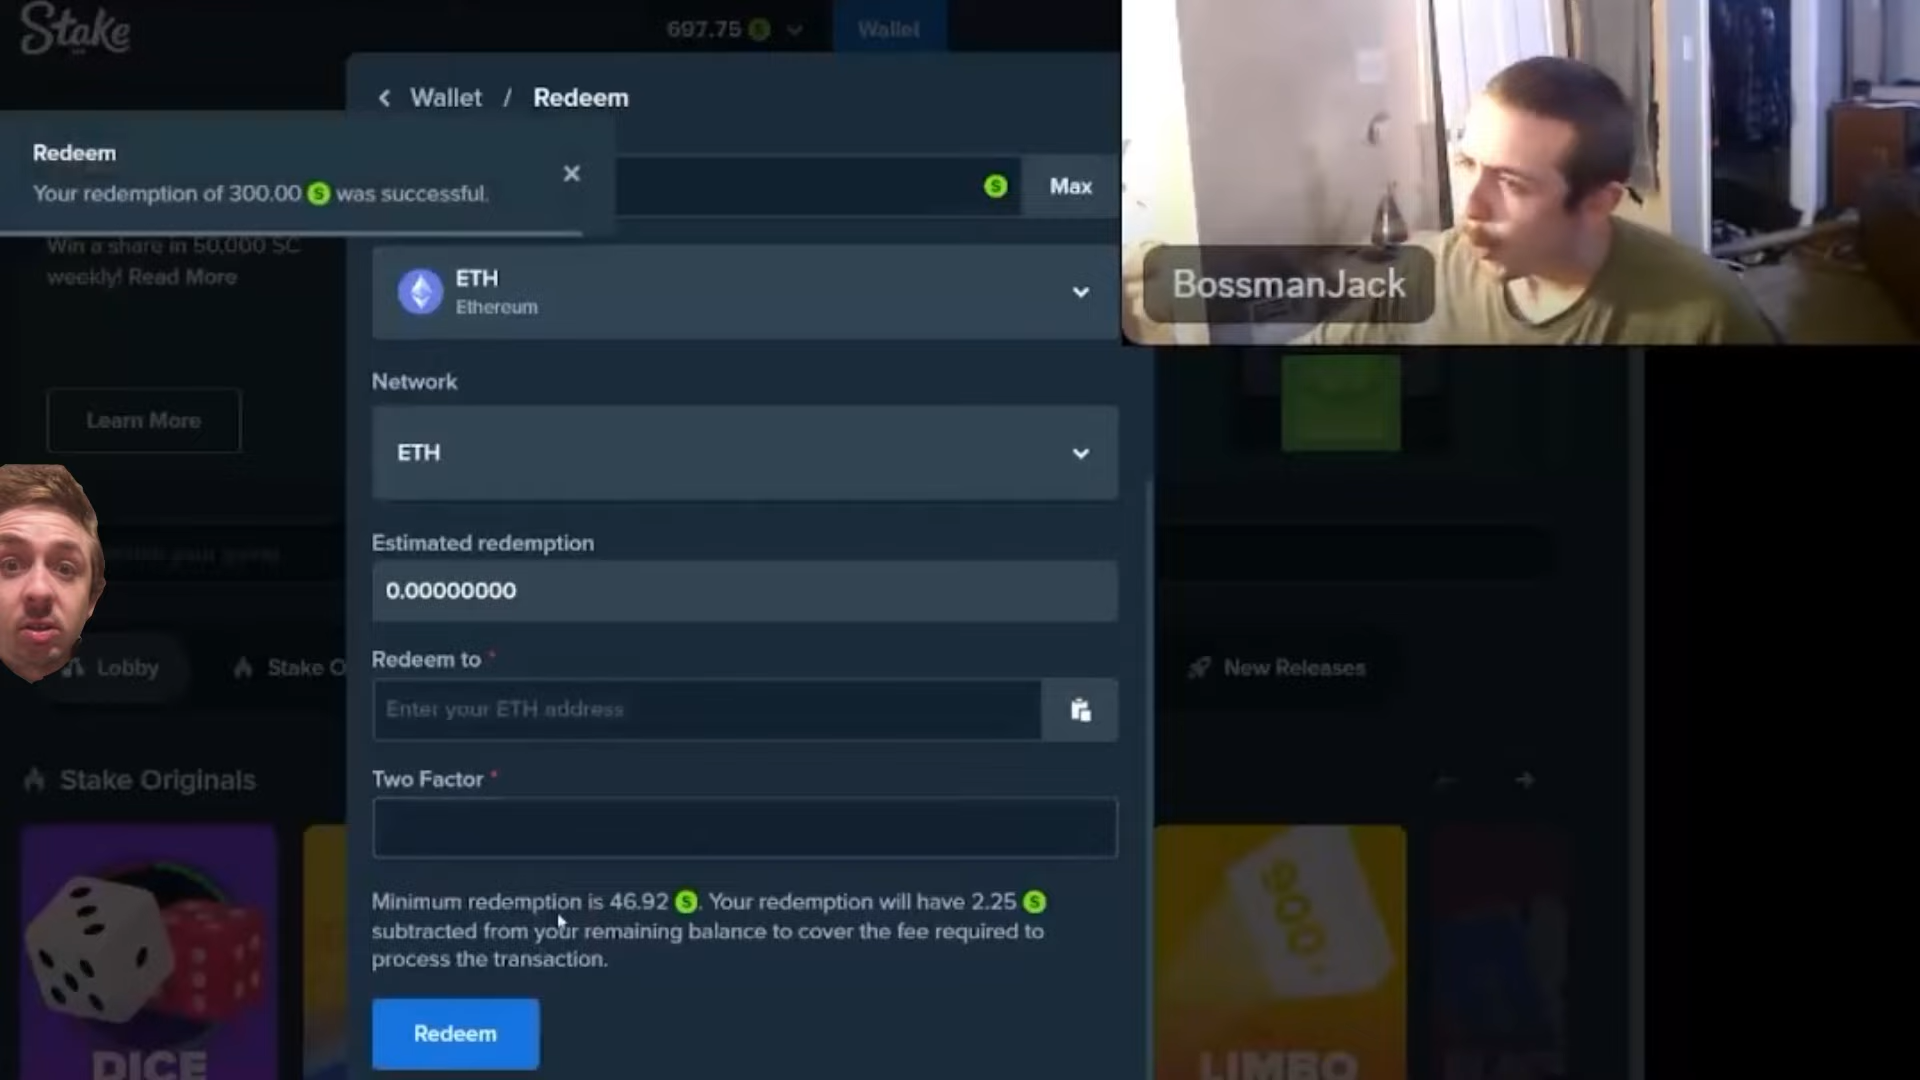 Stake
697.75
Wallet
Wallet / Redeem
Redeem
Your redemption of 300.00 S was successful.
S
Max
Win a share in 50,000 SC
weekly! Read More
ETH
Ethereum
BossmanJack
Network
Learn More
ETH
Estimated redemption
0.00000000
Redeem to *
Lobby
Stake O
New Releases
Enter your ETH address
Stake Originals
Two Factor *
Minimum redemption is 46.92 S. Your redemption will have 2.25 S
subtracted from your remaining balance to cover the fee required to
process the transaction.
Redeem
DICE
LIMBO